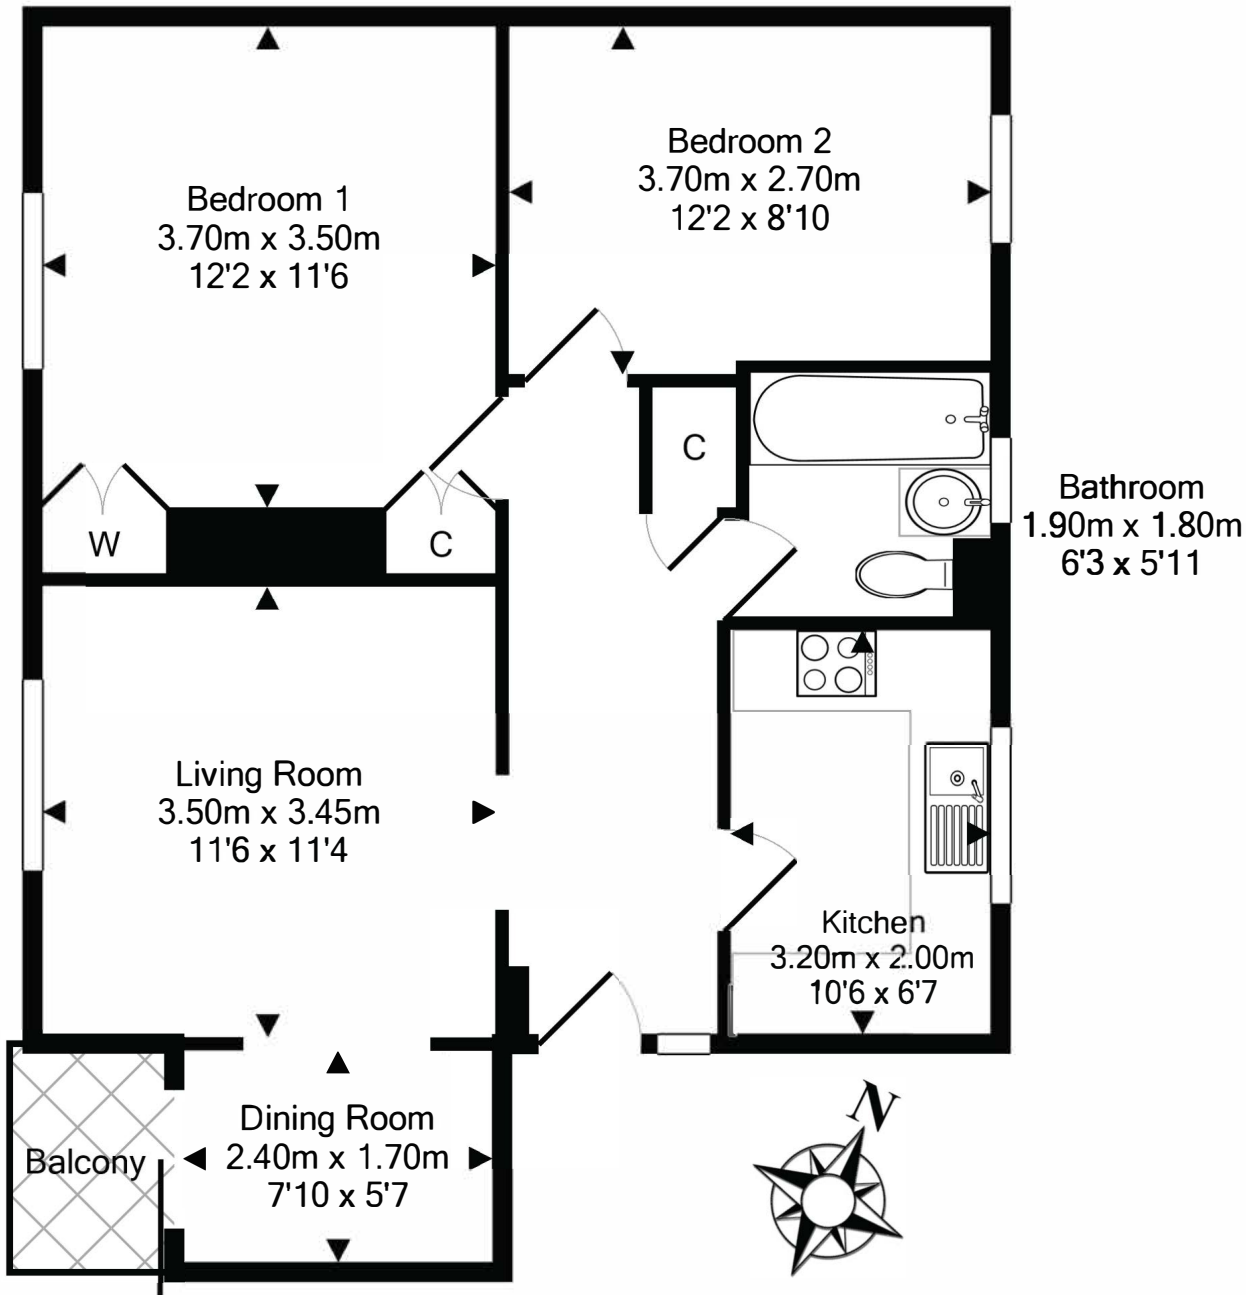 Bedroom 1
3.70m x 3.50m
12'2 x 11'6
Bedroom 2
3.70m x 2.70m
12'2 x 8'10
C
W
C
Bathroom
1.90m x 1.80m
6'3 x 5'11
Living Room
3.50m x 3.45m
11'6 x 11'4
Kitchen
3.20m x 2.00m
10'6 x 6'7
Balcony
Dining Room
2.40m x 1.70m
7'10 x 5'7
N